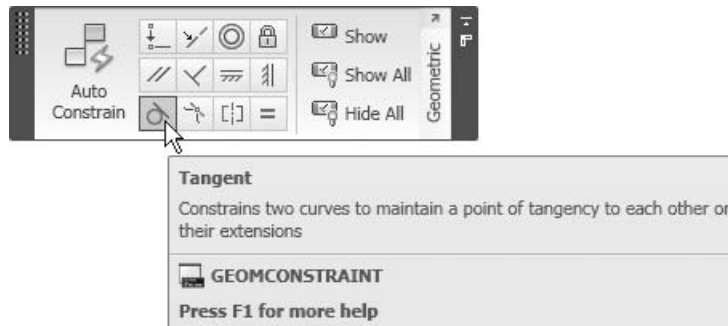 Auto
Constrain
Show
Show All
Hide All
Geometric
Tangent
Constrains two curves to maintain a point of tangency to each other or
their extensions
GEOMCONSTRAINT
Press F1 for more help